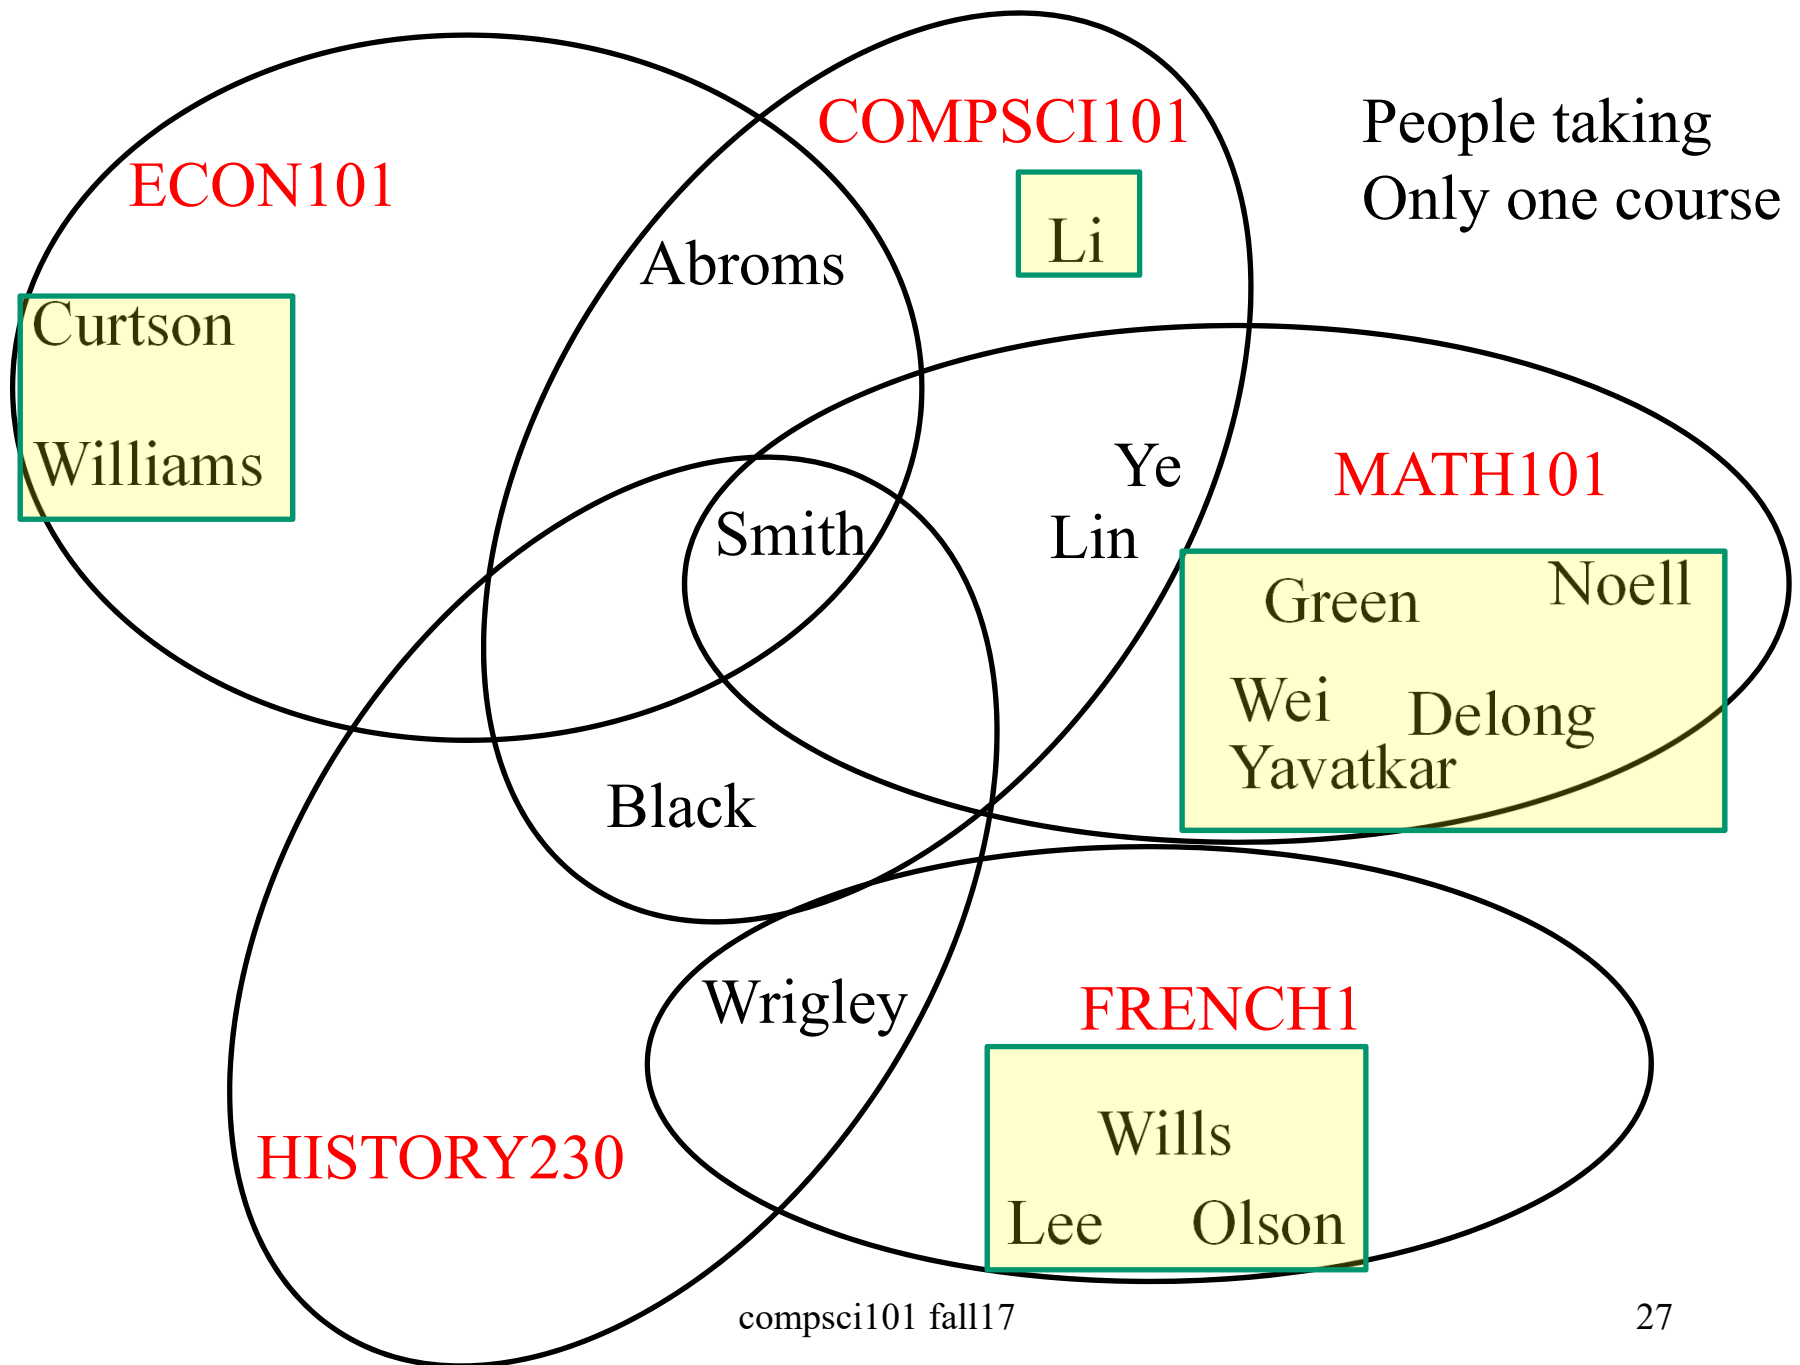 COMPSCI101
People taking
Only one course
ECON101
Li
Abroms
Curtson
Williams
Ye
MATH101
Smith
Lin
Green
Noell
Wei
Delong
Yavatkar
Black
Wrigley
FRENCH1
HISTORY230
Wills
Lee
Olson
compsci101 fall17
27